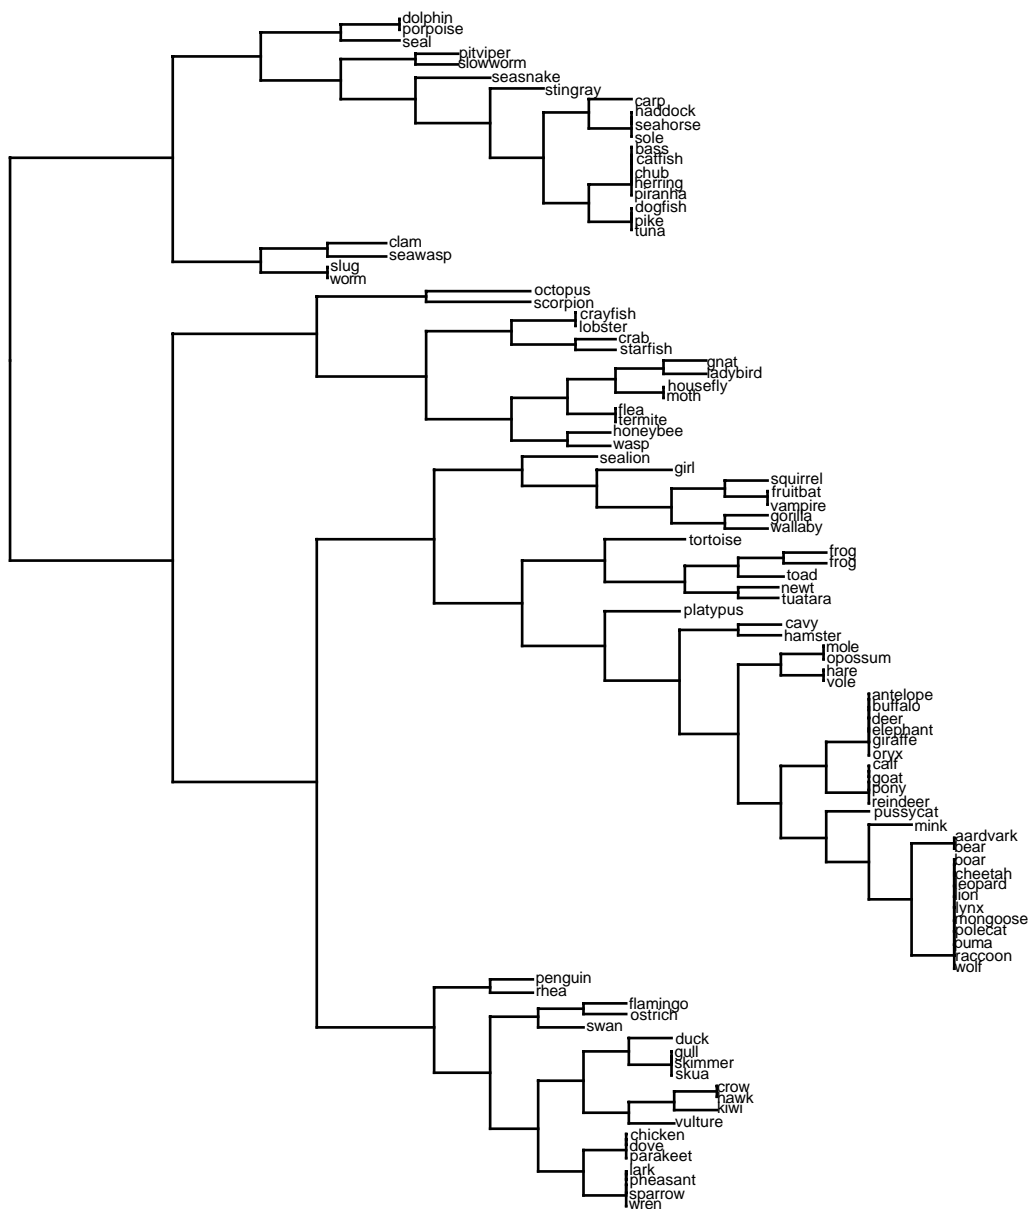 dolphin
porpoise
seal
pitviper
slowworm
seasnake
stingray
carp
haddock
seahorse
sole
bass
catfish
chub
herring
piranha
dogfish
pike
tuna
clam
seawasp
slug
worm
octopus
scorpion
crayfish
lobster
crab
starfish
gnat
ladybird
housefly
moth
flea
termite
honeybee
wasp
sealion
girl
squirrel
fruitbat
vampire
gorilla
wallaby
tortoise
frog
frog
toad
newt
tuatara
platypus
cavy
hamster
mole
opossum
hare
vole
antelope
buffalo
deer
elephant
giraffe
oryx
calf
goat
pony
reindeer
pussycat
mink
aardvark
bear
boar
cheetah
leopard
lion
lynx
mongoose
polecat
puma
raccoon
wolf
penguin
rhea
flamingo
ostrich
swan
duck
gull
skimmer
skua
crow
hawk
kiwi
vulture
chicken
dove
parakeet
lark
pheasant
sparrow
wren